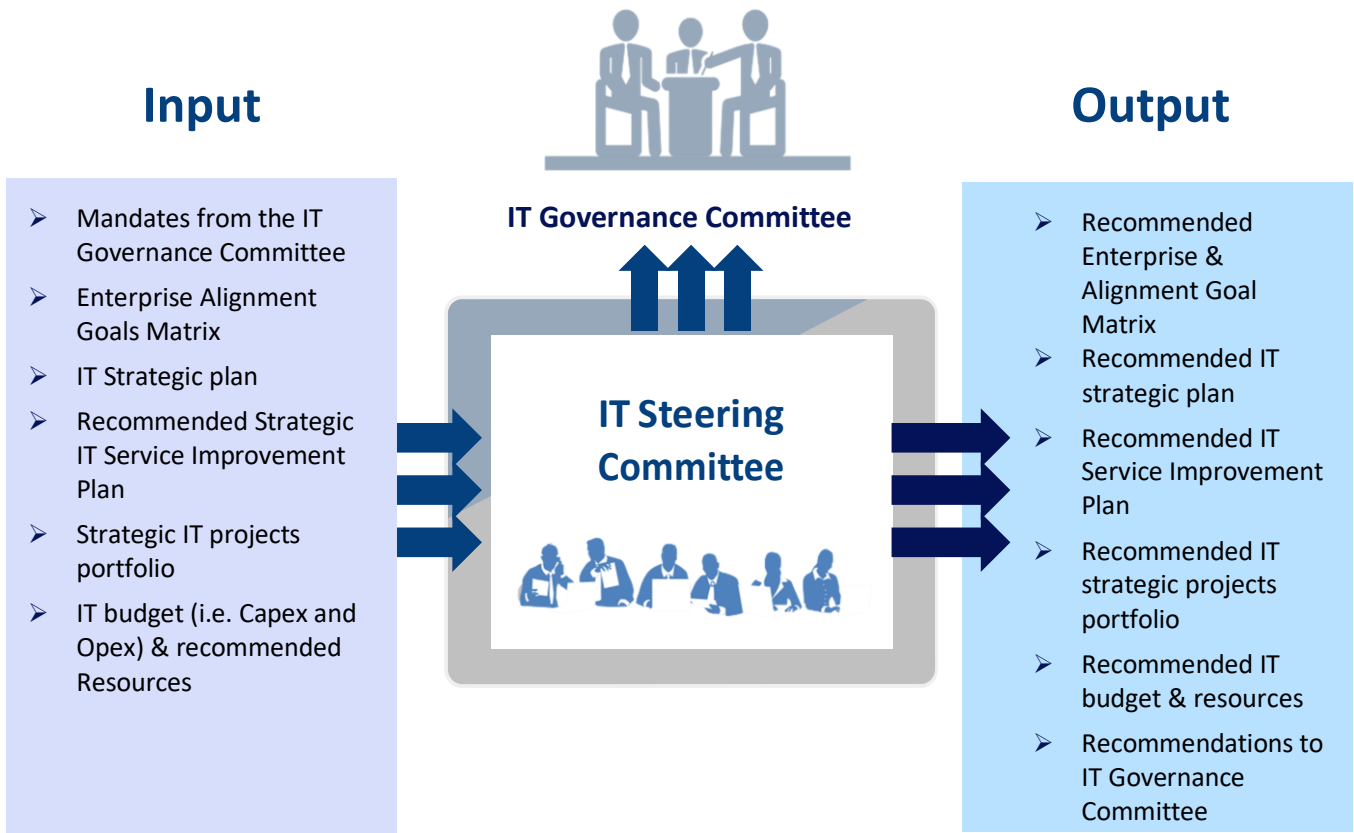 Input
Mandates from the IT
Governance Committee
Enterprise Alignment
Goals Matrix
IT Strategic plan
Recommended Strategic
IT Service Improvement
Plan
Strategic IT projects
portfolio
IT budget (i.e. Capex and
Opex) & recommended
Resources
IT Governance Committee
IT Steering
Committee
Output
Recommended
Enterprise &
Alignment Goal
Matrix
Recommended IT
strategic plan
Recommended IT
Service Improvement
Plan
Recommended IT
strategic projects
portfolio
Recommended IT
budget & resources
Recommendations to
IT Governance
Committee